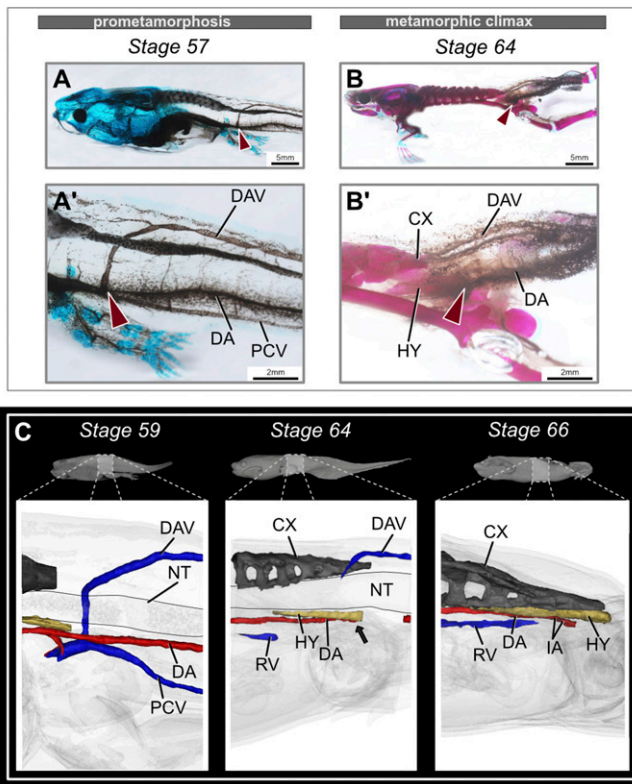 prometamorphosis
metamorphic climax
Stage 57
Stage 64
A
5mm
B
5mm
A'
DAV
DA
PCV
2mm
B'
CX
DAV
DA
HY
2mm
C
Stage 59
Stage 64
Stage 66
DAV
NT
DA
PCV
CX
DAV
NT
HY
DA
RV
CX
RV
DA
IA
HY